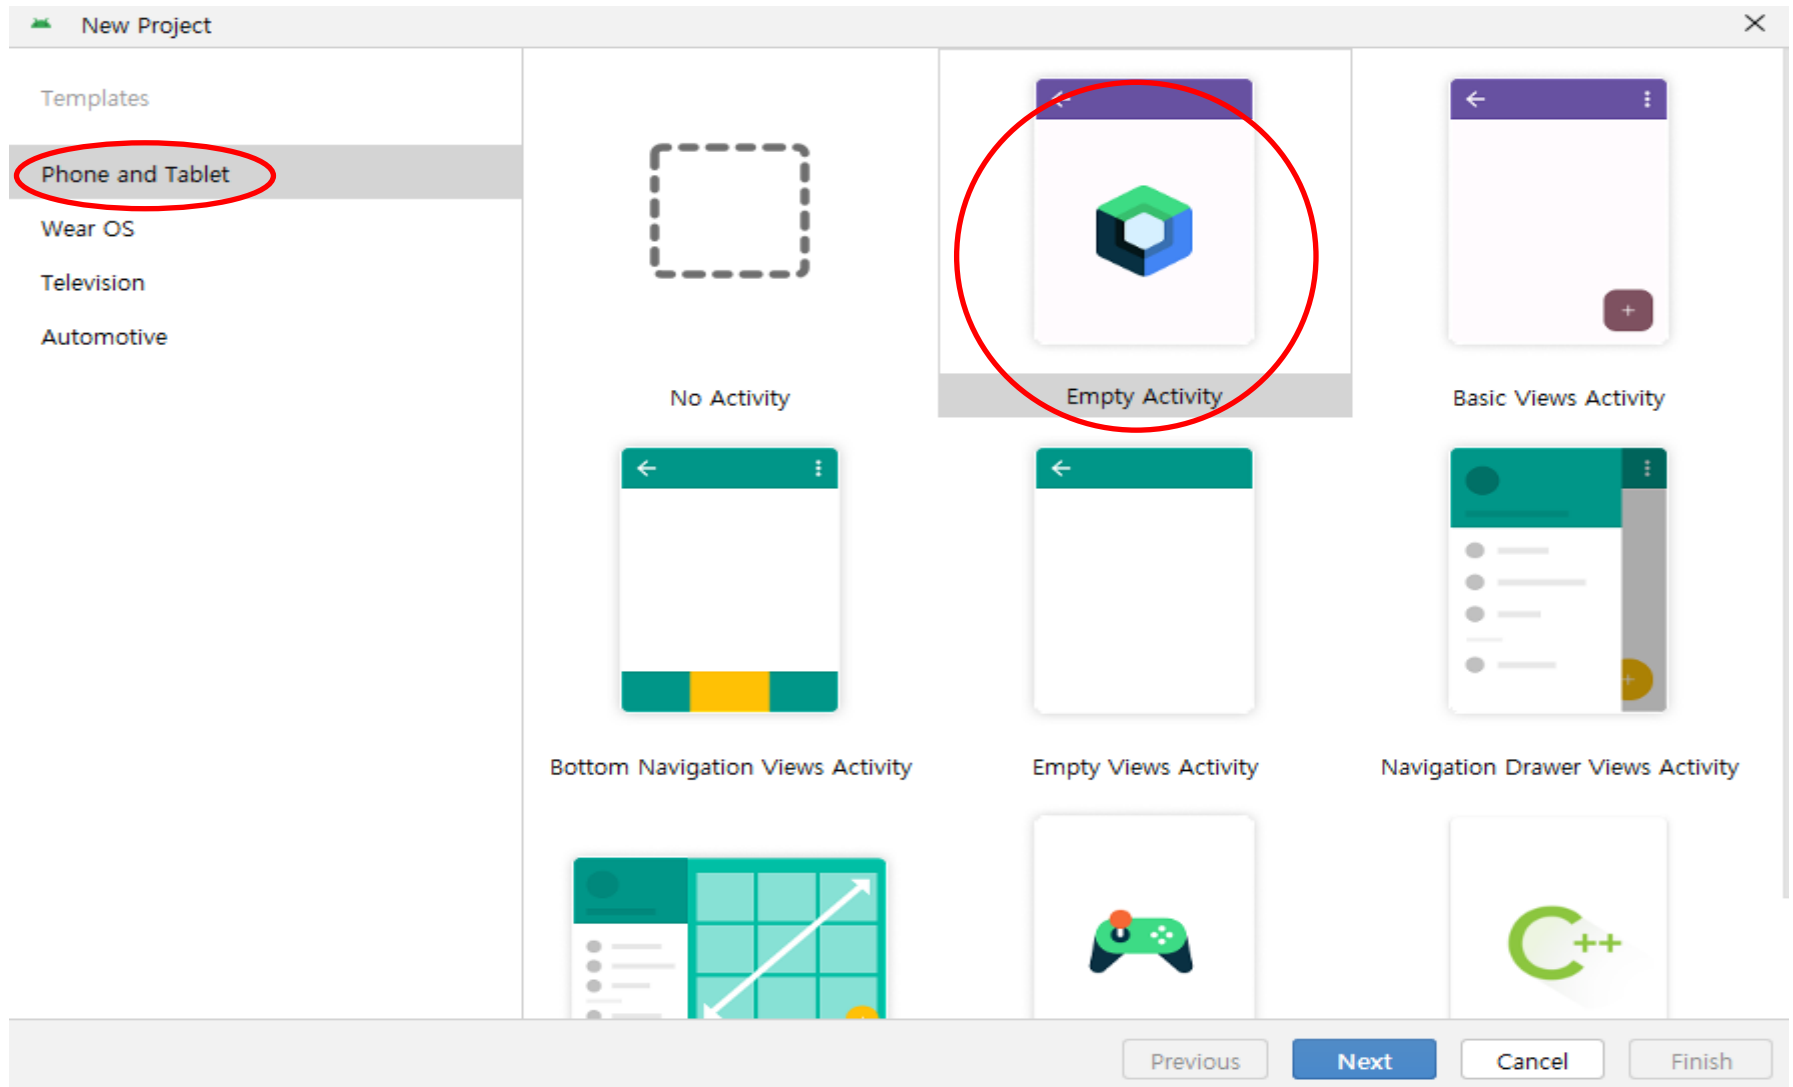 New Project
Templates
Phone and Tablet
Wear OS
Television
Automotive
No Activity
Empty Activity
Basic Views Activity
Bottom Navigation Views Activity
Empty Views Activity
Navigation Drawer Views Activity
C++
Previous
Next
Cancel
Finish